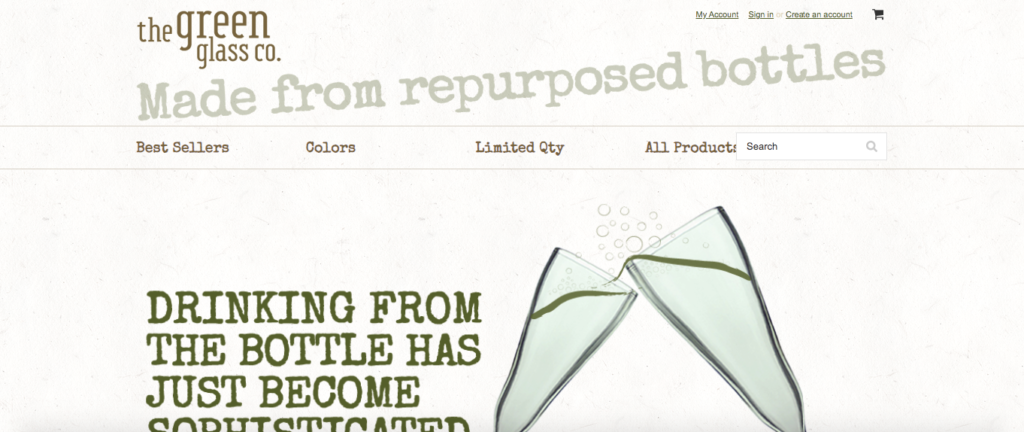 the green
glass co.
My Account Sign in or Create an account
Made from repurposed bottles
Best Sellers Colors Limited Qty All Products Search
DRINKING FROM
THE BOTTLE HAS
JUST BECOME
SOPHISTICATED